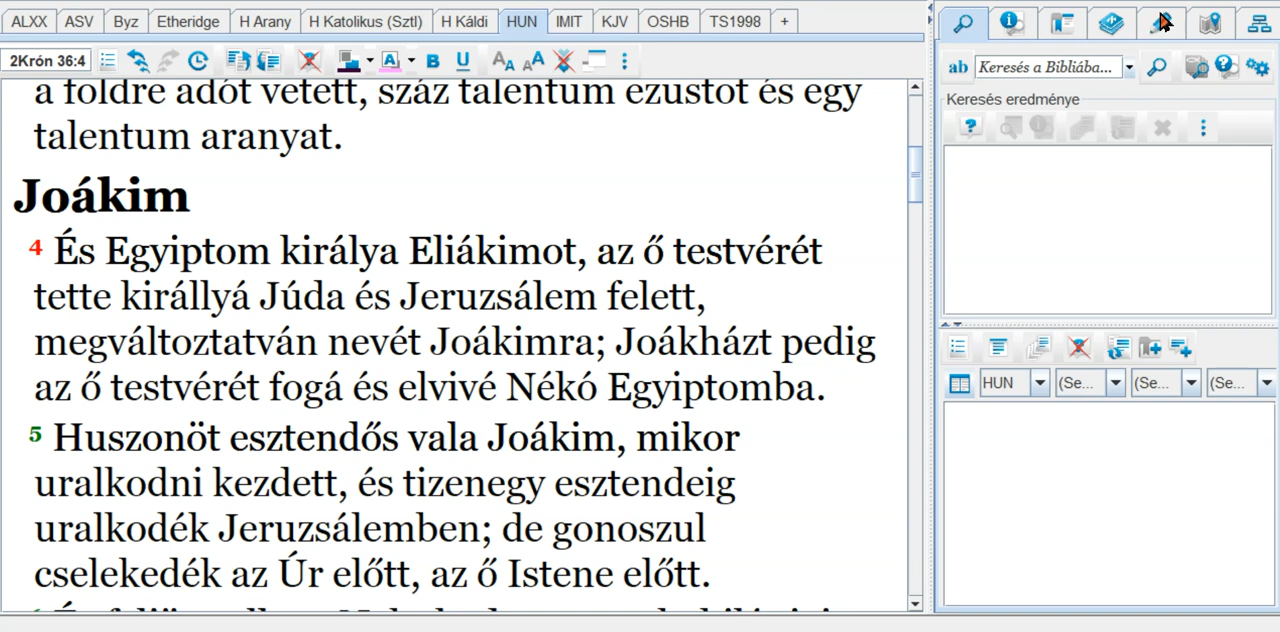 ALXX ASV Byz Etheridge H Arany H Katolikus (Sztl) H Káldi HUN IMIT KJV OSHB TS1998 +
2Krón 36:4
a földre adót vetett, száz talentum ezüstöt és egy
talentum aranyat.
Joákim
4 És Egyiptom királya Eliákimot, az ő testvérét
tette királlyá Júda és Jeruzsálem felett,
megváltoztatván nevét Joákimra; Joákházt pedig
az ő testvérét fogá és elvivé Nékó Egyiptomba.
5 Huszonöt esztendős vala Joákim, mikor
uralkodni kezdett, és tizenegy esztendeig
uralkodék Jeruzsálemben; de gonoszul
cselekedék az Úr előtt, az ő Istene előtt.
ab Keresés a Bibliába...
Keresés eredménye
HUN (Se... (Se... (Se...